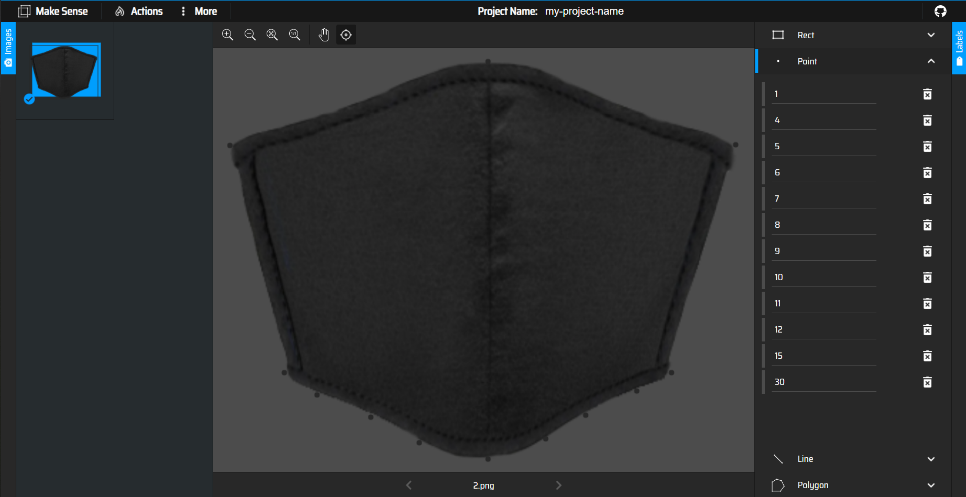 Make Sense Actions More Project Name: my-project-name
Images
Labels
Rect
Point
1
4
5
6
7
8
9
10
11
12
15
30
Line
Polygon
2.png